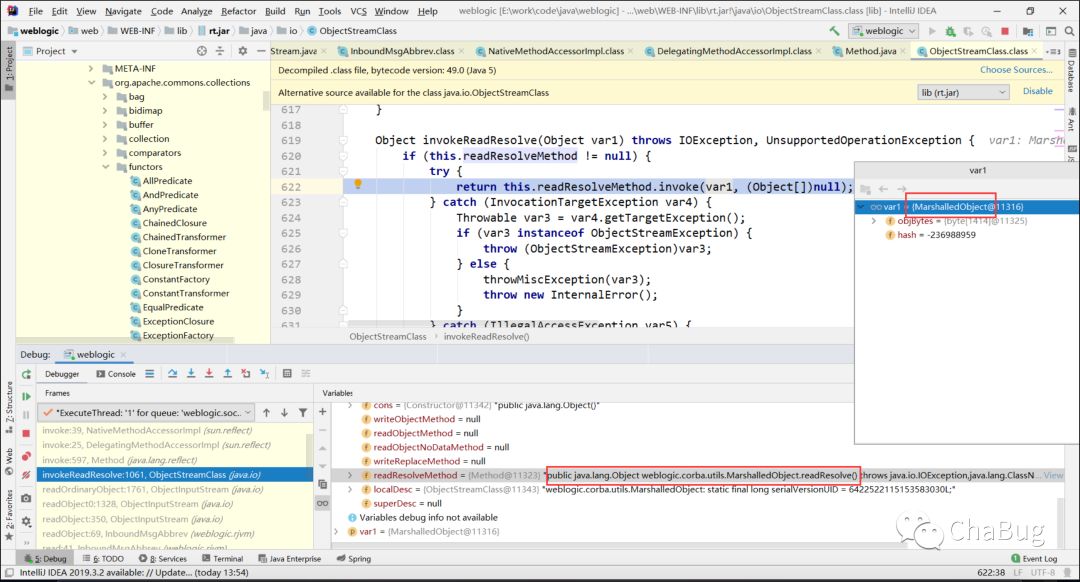 File Edit View Navigate Code Analyze Refactor Build Run Tools VCS Window Help weblogic [E:\work\code\java\weblogic] - ...\web\WEB-INF\lib\rt.jar!\java\io\ObjectStreamClass.class [lib] - IntelliJ IDEA
weblogic web WEB-INF lib rt.jar java io ObjectStreamClass weblogic
Project Stream.java InboundMsgAbbrev.class NativeMethodAccessorImpl.class DelegatingMethodAccessorImpl.class Method.java ObjectStreamClass.class
1: Project
META-INF
org.apache.commons.collections
bag
bidimap
buffer
collection
comparators
functors
AllPredicate
AndPredicate
AnyPredicate
ChainedClosure
ChainedTransformer
CloneTransformer
ClosureTransformer
ConstantFactory
ConstantTransformer
EqualPredicate
ExceptionClosure
ExceptionFactory
Decompiled .class file, bytecode version: 49.0 (Java 5) Choose Sources...
Alternative source available for the class java.io.ObjectStreamClass lib (rt.jar) Disable
617 }
618
619 Object invokeReadResolve(Object var1) throws IOException, UnsupportedOperationException { var1: Marsh
620 if (this.readResolveMethod != null) {
621 try {
622 return this.readResolveMethod.invoke(var1, (Object[])null);
623 } catch (InvocationTargetException var4) {
624 Throwable var3 = var4.getTargetException();
625 if (var3 instanceof ObjectStreamException) {
626 throw (ObjectStreamException)var3;
627 } else {
628 throwMiscException(var3);
629 throw new InternalError();
630 }
631 } catch (IllegalAccessException var5) {
ObjectStreamClass invokeReadResolve()
var1
var1 = {MarshalledObject@11316}
objBytes = {byte[1414]@11325}
hash = -236988959
Database
Ant
Debug: weblogic
Debugger Console
Frames
"ExecuteThread: '1' for queue: 'weblogic.soc...
invoke:39, NativeMethodAccessorImpl (sun.reflect)
invoke:25, DelegatingMethodAccessorImpl (sun.reflect)
invoke:597, Method (java.lang.reflect)
invokeReadResolve:1061, ObjectStreamClass (java.io)
readOrdinaryObject:1761, ObjectInputStream (java.io)
readObject0:1328, ObjectInputStream (java.io)
readObject:350, ObjectInputStream (java.io)
readObject:69, InboundMsgAbbrev (weblogic.rjvm)
read:41, InboundMsgAbbrev (weblogic.rjvm)
Variables
cons = {Constructor@11342} "public java.lang.Object()"
writeObjectMethod = null
readObjectMethod = null
readObjectNoDataMethod = null
writeReplaceMethod = null
readResolveMethod = {Method@11323} "public java.lang.Object weblogic.corba.utils.MarshalledObject.readResolve() throws java.io.IOException,java.lang.ClassN... View
localDesc = {ObjectStreamClass@11343} "weblogic.corba.utils.MarshalledObject: static final long serialVersionUID = 6422522115153583030L;"
superDesc = null
Variables debug info not available
var1 = {MarshalledObject@11316}
Z: Structure
Web
2: Favorites
ChaBug
5: Debug 6: TODO 8: Services Terminal Java Enterprise Spring Event Log
IntelliJ IDEA 2019.3.2 available: // Update... (today 13:54) 622:38 LF UTF-8